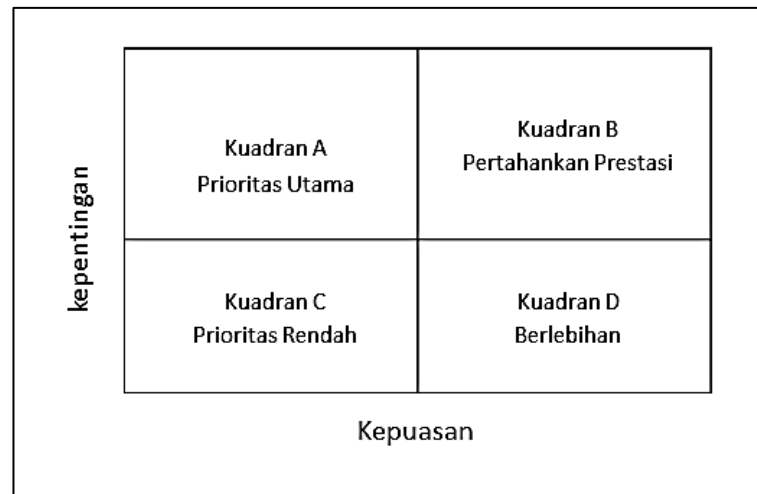 kepentingan
Kuadran A
Prioritas Utama
Kuadran B
Pertahankan Prestasi
Kuadran C
Prioritas Rendah
Kuadran D
Berlebihan
Kepuasan